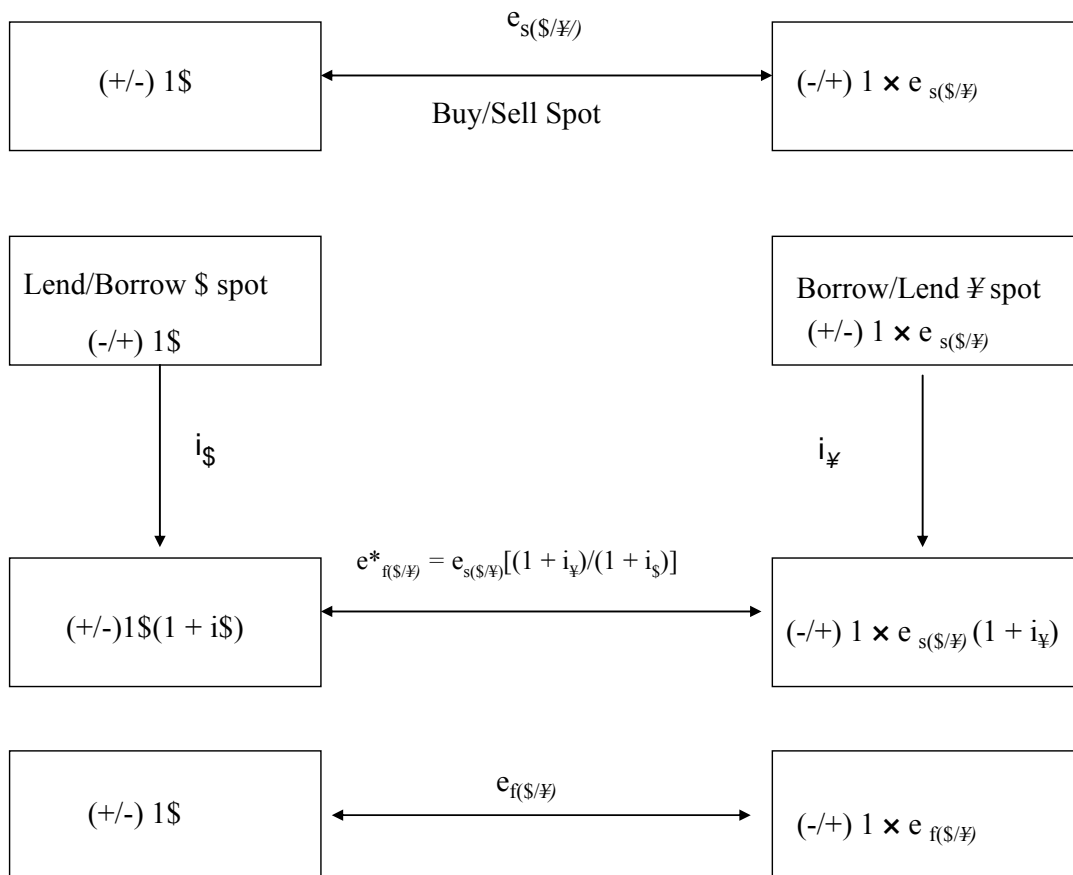 e s($/¥/)
(+/-) 1$
(-/+) 1 × e s($/¥)
Buy/Sell Spot
Lend/Borrow $ spot
(-/+) 1$
Borrow/Lend ¥ spot
(+/-) 1 × e s($/¥)
i$
i¥
e*f($/¥) = es($/¥)[(1 + i¥)/(1 + i$)]
(+/-)1$(1 + i$)
(-/+) 1 × e s($/¥) (1 + i¥)
ef($/¥)
(+/-) 1$
(-/+) 1 × e f($/¥)